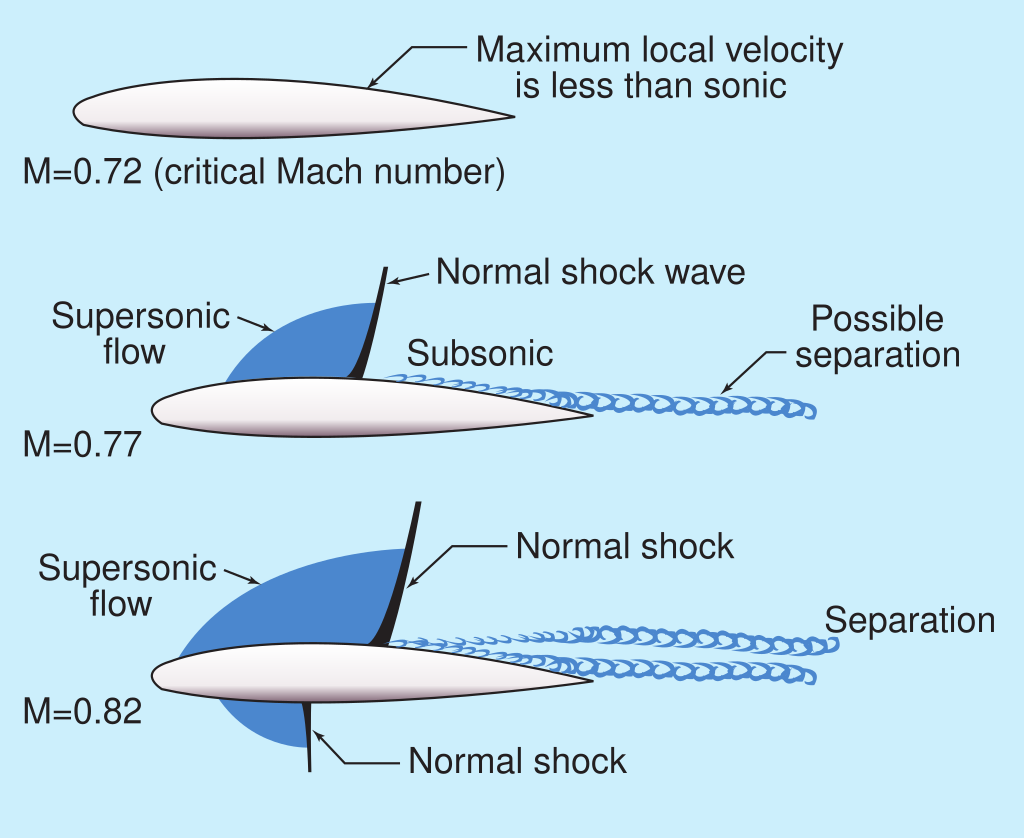 Maximum local velocity
is less than sonic
M=0.72 (critical Mach number)
Normal shock wave
Supersonic
flow
Subsonic
Possible
separation
M=0.77
Normal shock
Supersonic
flow
Separation
M=0.82
Normal shock